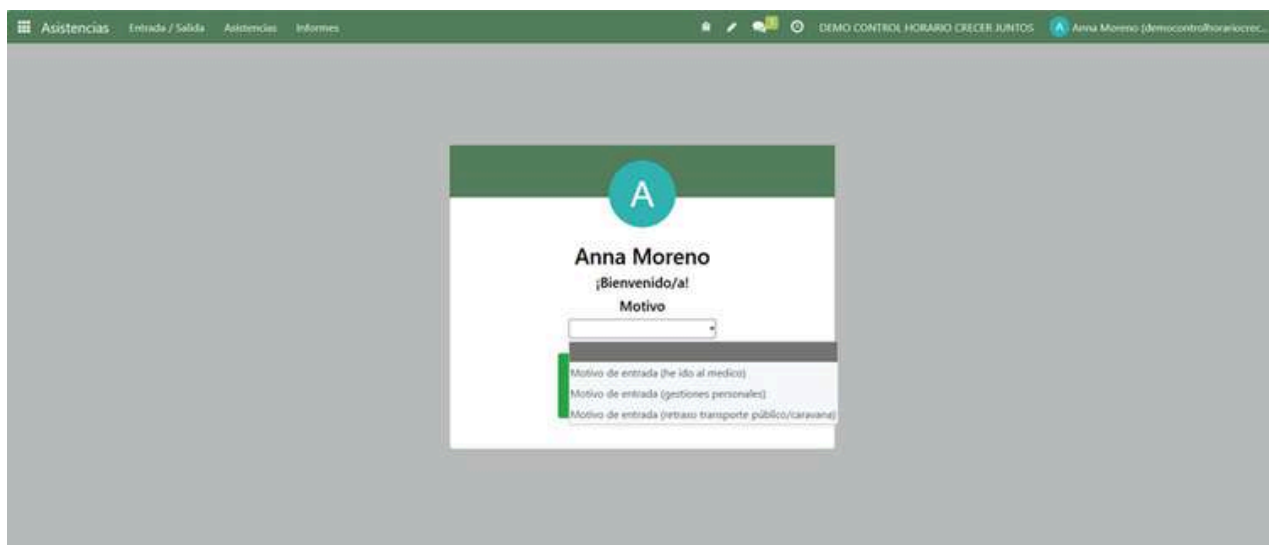 Asistencias Entrada / Salida Asistencias Informes DEMO CONTROL HORARIO CRECER JUNTOS A Anna Moreno (democontrolhorariocrec...
A
Anna Moreno
¡Bienvenido/a!
Motivo
Motivo de entrada (he ido al medico)
Motivo de entrada (gestiones personales)
Motivo de entrada (retraso transporte público/caravana)